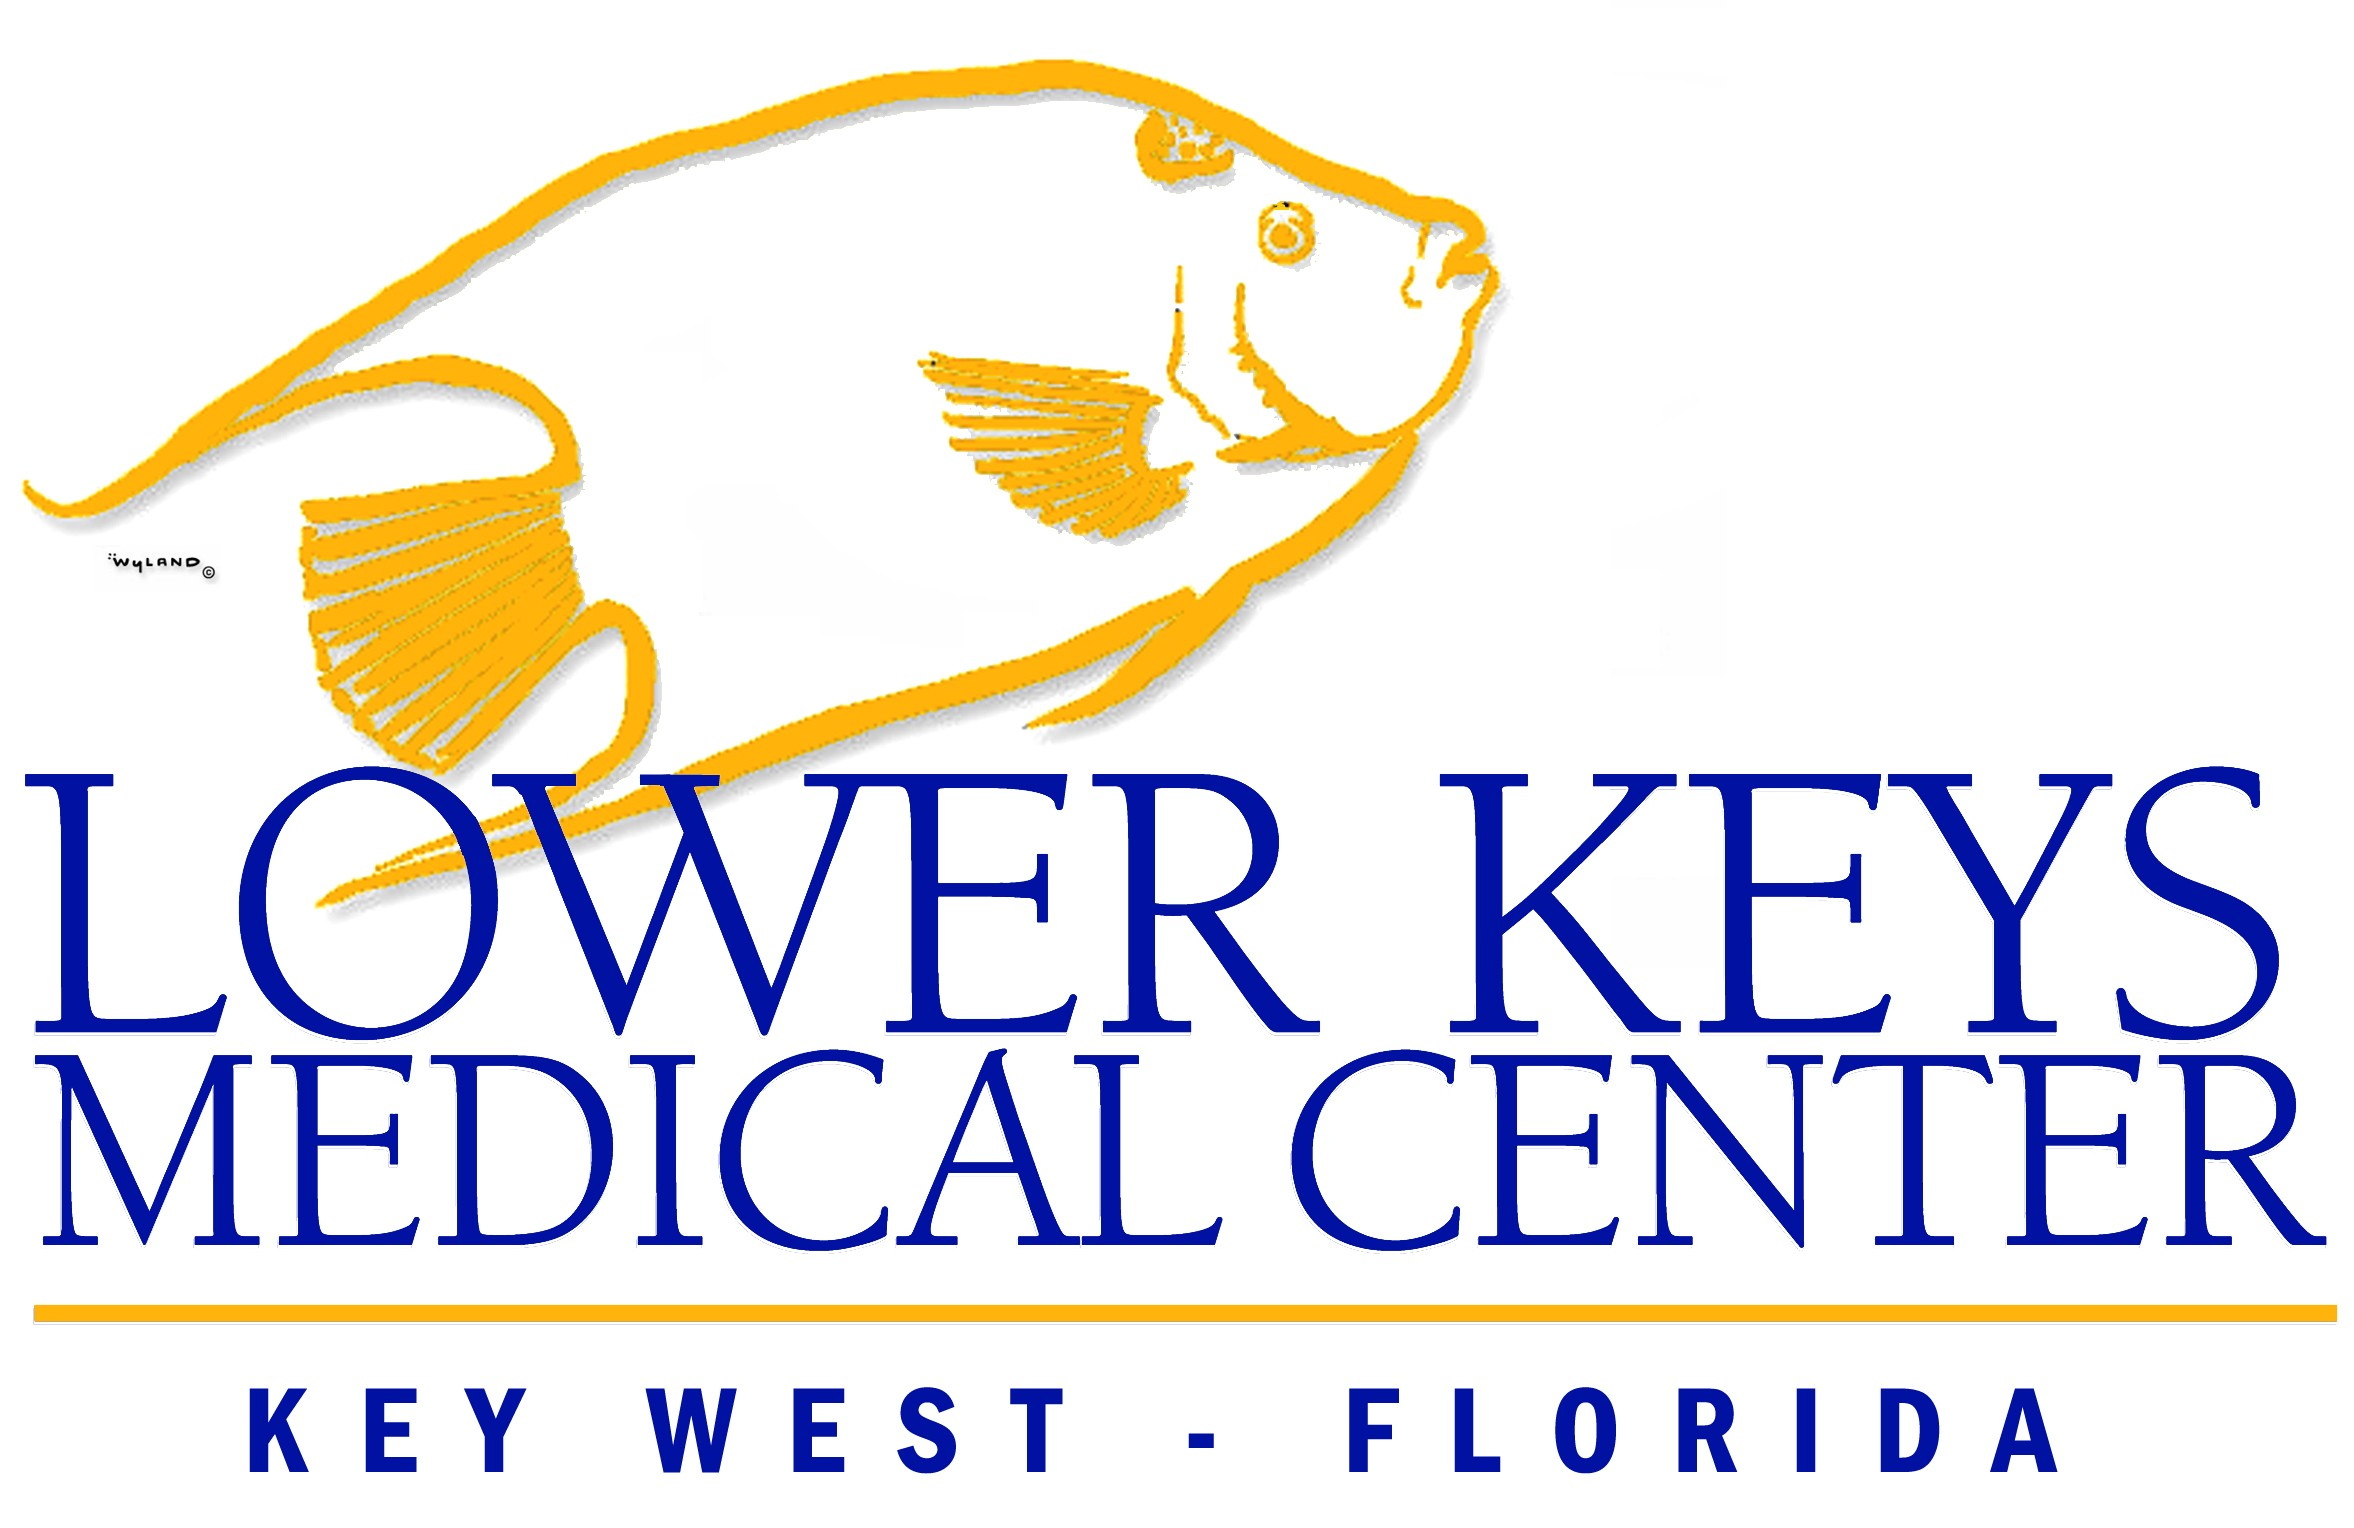 WYLAND©
LOWER KEYS
MEDICAL CENTER
KEY WEST - FLORIDA